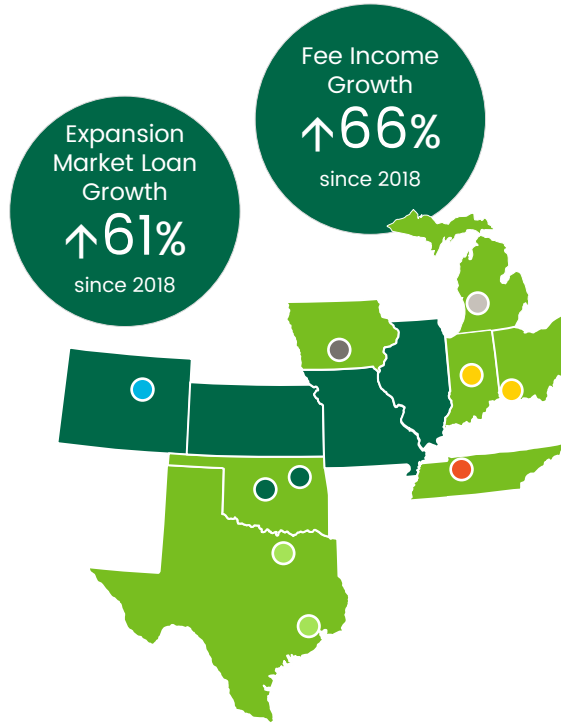 Fee Income
Growth
↑66%
since 2018
Expansion
Market Loan
Growth
↑61%
since 2018